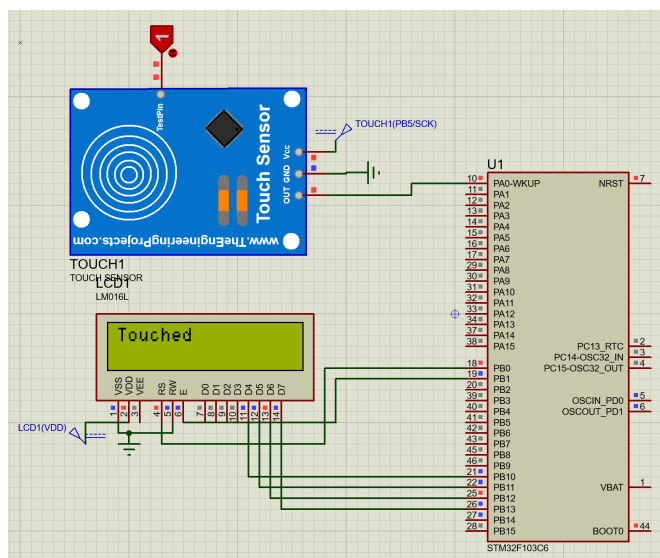 1
TestPin
TOUCH1(PB5/SCK)
Touch Sensor
Vcc
GND
OUT
www.TheEngineeringProjects.com
TOUCH1
TOUCH SENSOR
LCD1
LM016L
Touched
VSS
VDD
VEE
RS
RW
E
D0
D1
D2
D3
D4
D5
D6
D7
1
2
3
4
5
6
7
8
9
10
11
12
13
14
LCD1(VDD)
U1
10 PA0-WKUP
11 PA1
12 PA2
13 PA3
14 PA4
15 PA5
16 PA6
17 PA7
29 PA8
30 PA9
31 PA10
32 PA11
33 PA12
34 PA13
37 PA14
38 PA15
18 PB0
19 PB1
20 PB2
39 PB3
40 PB4
41 PB5
42 PB6
43 PB7
45 PB8
46 PB9
21 PB10
22 PB11
25 PB12
26 PB13
27 PB14
28 PB15
NRST 7
PC13_RTC 2
PC14-OSC32_IN 3
PC15-OSC32_OUT 4
OSCIN_PD0 5
OSCOUT_PD1 6
VBAT 1
BOOT0 44
STM32F103C6